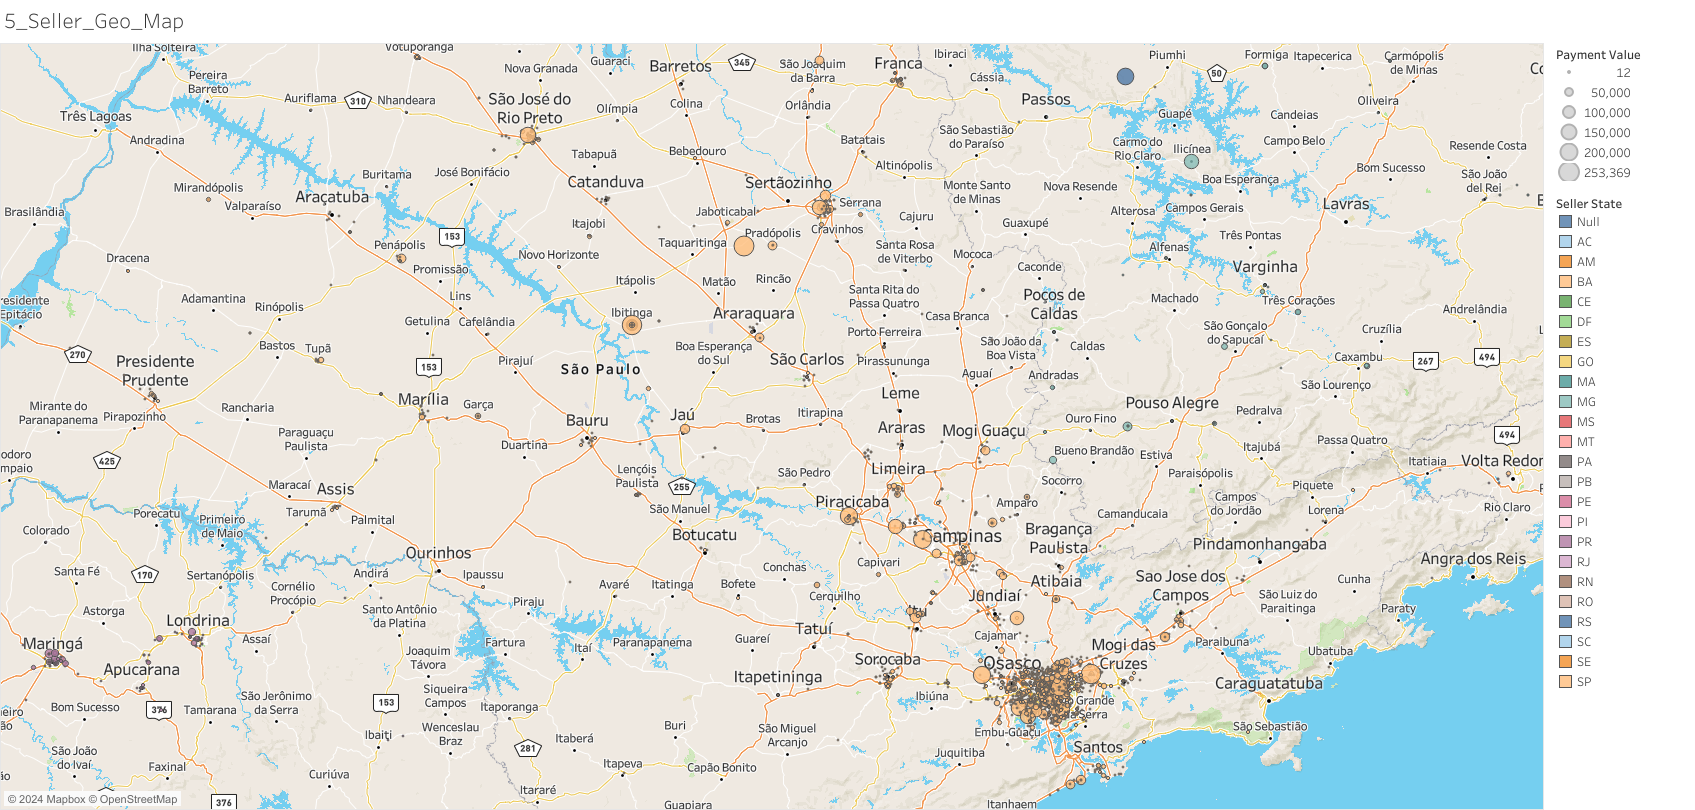 5_Seller_Geo_Map
Ilha Solteira
Votuporanga
Nova Granada
Guaraci
Barretos
345
São Joaquim
da Barra
Franca
Ibiraci
Cássia
Piumhi
50
Formiga
Itapecerica
Carmópolis
de Minas
Pereira
Barreto
Auriflama
310
Nhandeara
São José do
Rio Preto
Olímpia
Colina
Orlândia
Passos
Guapé
Candeias
Oliveira
Três Lagoas
Andradina
Tabapuã
Bebedouro
Batatais
São Sebastião
do Paraíso
Carmo do
Rio Claro
Ilicínea
Campo Belo
Resende Costa
Mirandópolis
Buritama
José Bonifácio
Catanduva
Sertãozinho
Altinópolis
Monte Santo
de Minas
Nova Resende
Boa Esperança
Bom Sucesso
São João
del Rei
Brasilândia
Valparaíso
Araçatuba
153
Itajobi
Jaboticabal
Serrana
Cajuru
Guaxupé
Alterosa
Campos Gerais
Lavras
Penápolis
Promissão
Novo Horizonte
Taquaritinga
Pradópolis
Cravinhos
Santa Rosa
de Viterbo
Mococa
Alfenas
Três Pontas
Varginha
Dracena
Adamantina
Rinópolis
Lins
Itápolis
Matão
Rincão
Santa Rita do
Passa Quatro
Caconde
Poços de
Caldas
Machado
Três Corações
residente
Epitácio
Getulina
Cafelândia
Ibitinga
Araraquara
Porto Ferreira
Casa Branca
São Gonçalo
do Sapucaí
Cruzília
Andrelândia
270
Presidente
Prudente
Bastos
Tupã
153
Pirajuí
São Paulo
Boa Esperança
do Sul
São Carlos
Pirassununga
São João da
Boa Vista
Aguaí
Caldas
Andradas
Caxambu
267
494
São Lourenço
Mirante do
Paranapanema
Pirapozinho
Rancharia
Marília
Garça
Bauru
Jaú
Brotas
Itirapina
Leme
Araras
Mogi Guaçu
Ouro Fino
Pouso Alegre
Pedralva
Paraguaçu
Paulista
Duartina
Lençóis
Paulista
São Pedro
Limeira
Bueno Brandão
Estiva
Itajubá
Passa Quatro
494
Itatiaia
Volta Redon
425
Maracaí
Assis
255
Piracicaba
Socorro
Paraisópolis
Piquete
Porecatu
Primeiro
de Maio
Tarumã
Palmital
São Manuel
Amparo
Camanducaia
Campos
do Jordão
Lorena
Rio Claro
Colorado
Ourinhos
Botucatu
Campinas
Bragança
Paulista
Pindamonhangaba
Angra dos Reis
Santa Fé
170
Sertanópolis
Andirá
Ipaussu
Conchas
Capivari
Atibaia
Sao Jose dos
Campos
Cunha
Cornélio
Procópio
Avaré
Itatinga
Bofete
Cerquilho
Jundiaí
São Luiz do
Paraitinga
Paraty
Astorga
Londrina
Santo Antônio
da Platina
Piraju
Tatuí
Itu
Maringá
Assaí
Fartura
Itaí
Paranapanema
Guareí
Cajamar
Mogi das
Cruzes
Paraibuna
Ubatuba
Apucarana
Joaquim
Távora
Itapetininga
Sorocaba
Osasco
Caraguatatuba
Bom Sucesso
376
São Jerônimo
da Serra
Tamarana
153
Siqueira
Campos
Itaporanga
Ibiúna
o Grande
da Serra
São Sebastião
Ibaiti
Wenceslau
Braz
Buri
São Miguel
Arcanjo
Embu-Guaçu
São João
do Ivaí
281
Itaberá
Juquitiba
Santos
Faxinal
Curiúva
Itapeva
Capão Bonito
376
Itararé
Guapiara
Itanhaem
© 2024 Mapbox © OpenStreetMap
Payment Value
12
50,000
100,000
150,000
200,000
253,369
Seller State
Null
AC
AM
BA
CE
DF
ES
GO
MA
MG
MS
MT
PA
PB
PE
PI
PR
RJ
RN
RO
RS
SC
SE
SP